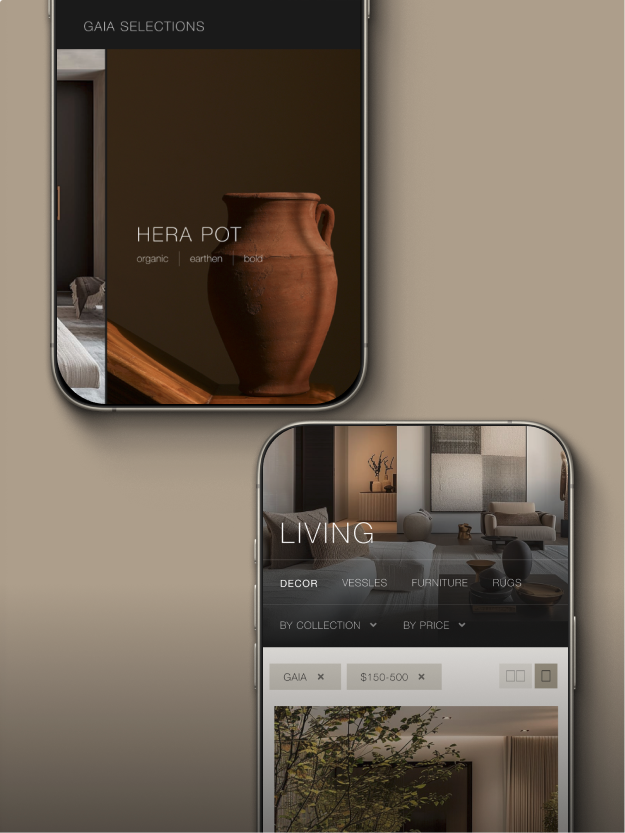 GAIA SELECTIONS
HERA POT
organic | earthen | bold
LIVING
DECOR VESSLES FURNITURE RUGS
BY COLLECTION BY PRICE
GAIA × $150-500 ×